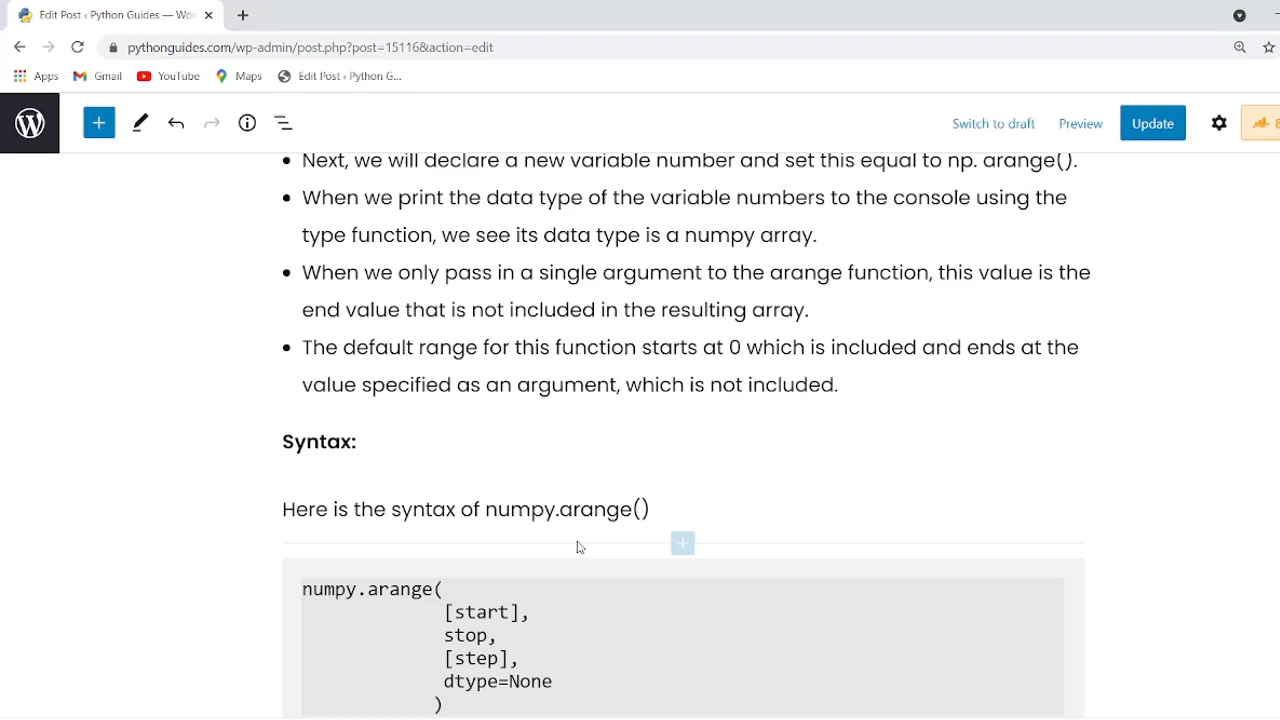 Edit Post ‹ Python Guides — Wor
pythonguides.com/wp-admin/post.php?post=15116&action=edit
Apps
Gmail
YouTube
Maps
Edit Post ‹ Python G...
Switch to draft
Preview
Update
8
Next, we will declare a new variable number and set this equal to np. arange().
When we print the data type of the variable numbers to the console using the
type function, we see its data type is a numpy array.
When we only pass in a single argument to the arange function, this value is the
end value that is not included in the resulting array.
The default range for this function starts at 0 which is included and ends at the
value specified as an argument, which is not included.
Syntax:
Here is the syntax of numpy.arange()
numpy.arange(
[start],
stop,
[step],
dtype=None
)